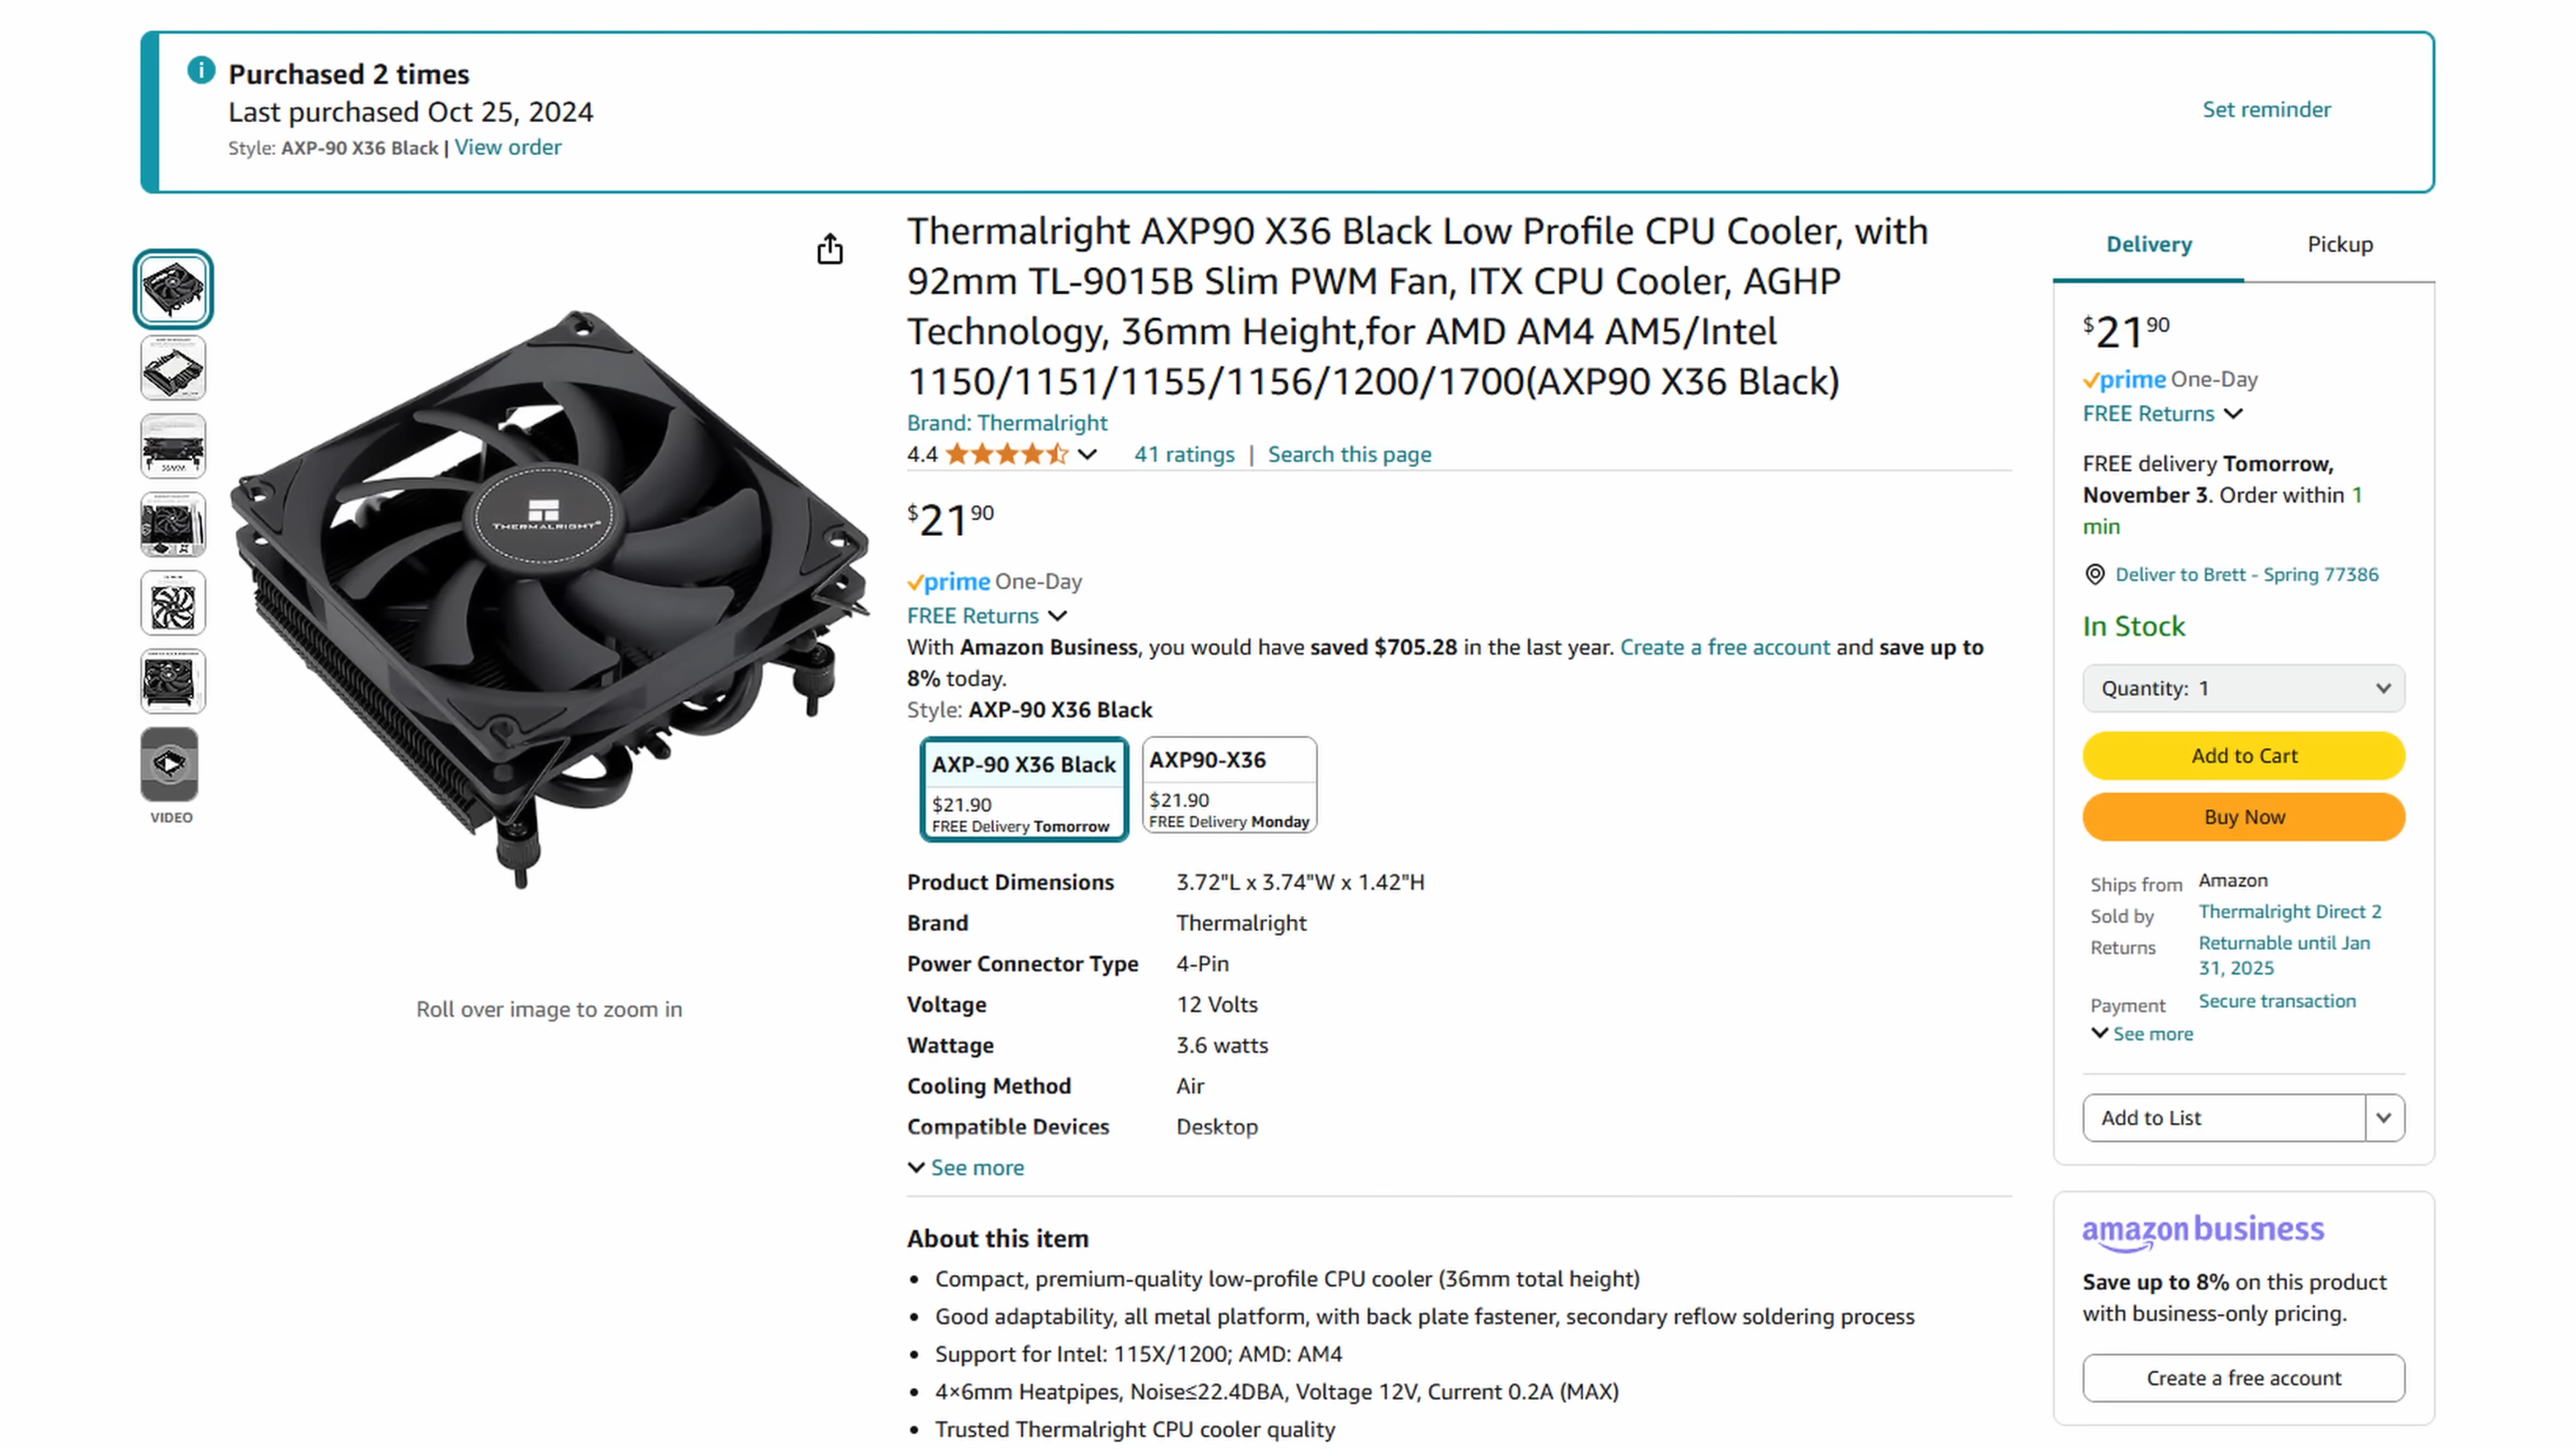 Purchased 2 times
Last purchased Oct 25, 2024
Set reminder
Style: AXP-90 X36 Black | View order
Thermalright AXP90 X36 Black Low Profile CPU Cooler, with
92mm TL-9015B Slim PWM Fan, ITX CPU Cooler, AGHP
Technology, 36mm Height,for AMD AM4 AM5/Intel
1150/1151/1155/1156/1200/1700(AXP90 X36 Black)
Brand: Thermalright
4.4 41 ratings | Search this page
$21 90
prime One-Day
FREE Returns
With Amazon Business, you would have saved $705.28 in the last year. Create a free account and save up to
8% today.
Style: AXP-90 X36 Black
AXP-90 X36 Black
$21.90
FREE Delivery Tomorrow
AXP90-X36
$21.90
FREE Delivery Monday
Product Dimensions 3.72"L x 3.74"W x 1.42"H
Brand Thermalright
Power Connector Type 4-Pin
Voltage 12 Volts
Wattage 3.6 watts
Cooling Method Air
Compatible Devices Desktop
See more
About this item
• Compact, premium-quality low-profile CPU cooler (36mm total height)
• Good adaptability, all metal platform, with back plate fastener, secondary reflow soldering process
• Support for Intel: 115X/1200; AMD: AM4
• 4×6mm Heatpipes, Noise≤22.4DBA, Voltage 12V, Current 0.2A (MAX)
• Trusted Thermalright CPU cooler quality
THERMALRIGHT®
36MM
VIDEO
Roll over image to zoom in
Delivery Pickup
$21 90
prime One-Day
FREE Returns
FREE delivery Tomorrow,
November 3. Order within 1
min
Deliver to Brett - Spring 77386
In Stock
Quantity: 1
Add to Cart
Buy Now
Ships from Amazon
Sold by Thermalright Direct 2
Returns Returnable until Jan
31, 2025
Payment Secure transaction
See more
Add to List
amazon business
Save up to 8% on this product
with business-only pricing.
Create a free account